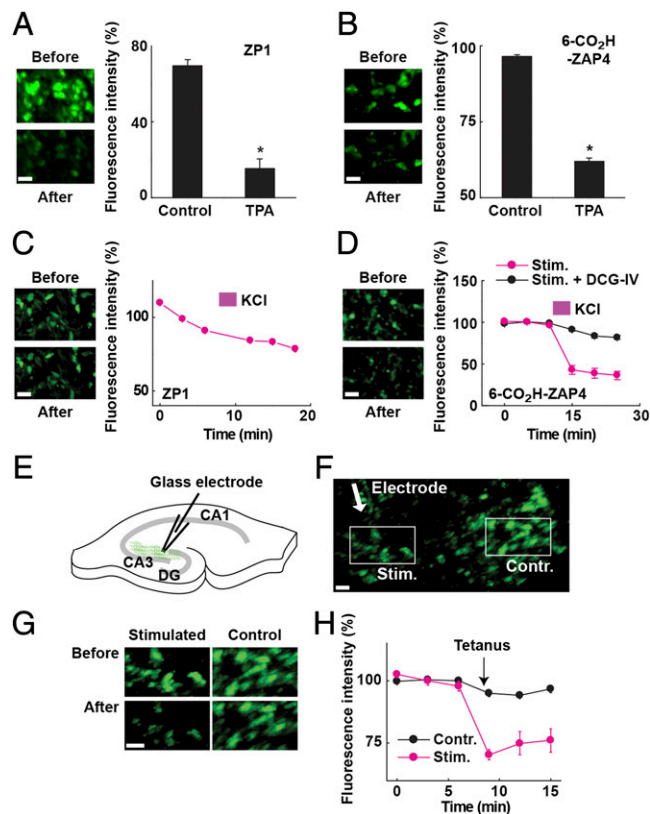 A
Before
After
Fluorescence intensity (%)
80
40
0
ZP1
*
Control
TPA
B
Before
After
Fluorescence intensity (%)
100
75
50
6-CO2H
-ZAP4
*
Control
TPA
C
Before
After
Fluorescence intensity (%)
100
50
KCl
ZP1
0
10
20
Time (min)
D
Before
After
Fluorescence intensity (%)
Stim.
Stim. + DCG-IV
150
100
50
0
KCl
6-CO2H-ZAP4
0
15
30
Time (min)
E
Glass electrode
CA1
CA3
DG
F
Electrode
Stim.
Contr.
G
Stimulated
Control
Before
After
H
Fluorescence intensity (%)
100
75
Tetanus
Contr.
Stim.
0
5
10
15
Time (min)